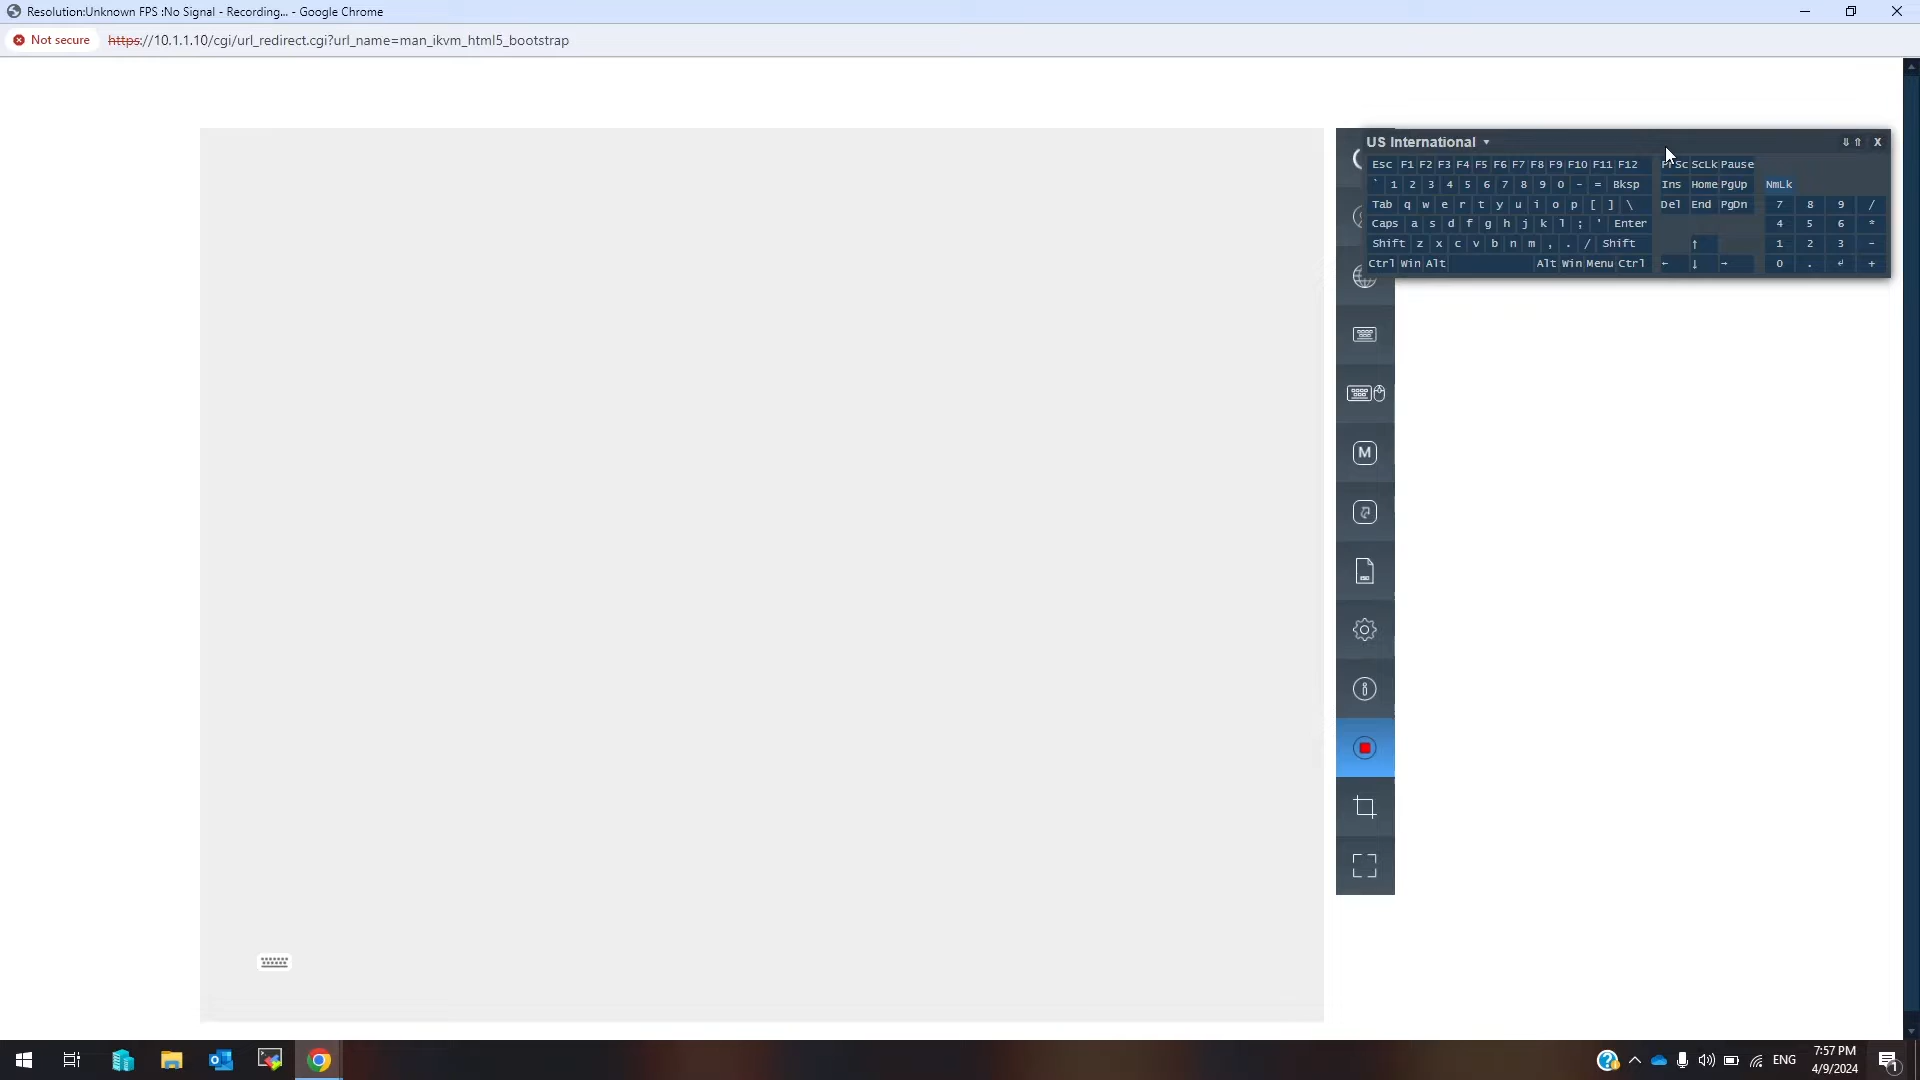 Resolution:Unknown FPS :No Signal - Recording... - Google Chrome
Not secure https://10.1.1.10/cgi/url_redirect.cgi?url_name=man_ikvm_html5_bootstrap
US International ▾ ⇓ ⇑ X
Esc F1 F2 F3 F4 F5 F6 F7 F8 F9 F10 F11 F12 PrSc ScLk Pause
` 1 2 3 4 5 6 7 8 9 0 - = Bksp Ins Home PgUp NmLk
Tab q w e r t y u i o p [ ] \ Del End PgDn 7 8 9 /
Caps a s d f g h j k l ; ' Enter 4 5 6 *
Shift z x c v b n m , . / Shift ↑ 1 2 3 -
Ctrl Win Alt Alt Win Menu Ctrl ← ↓ → 0 . ↵ +
M
ISO
ENG
7:57 PM
4/9/2024
1